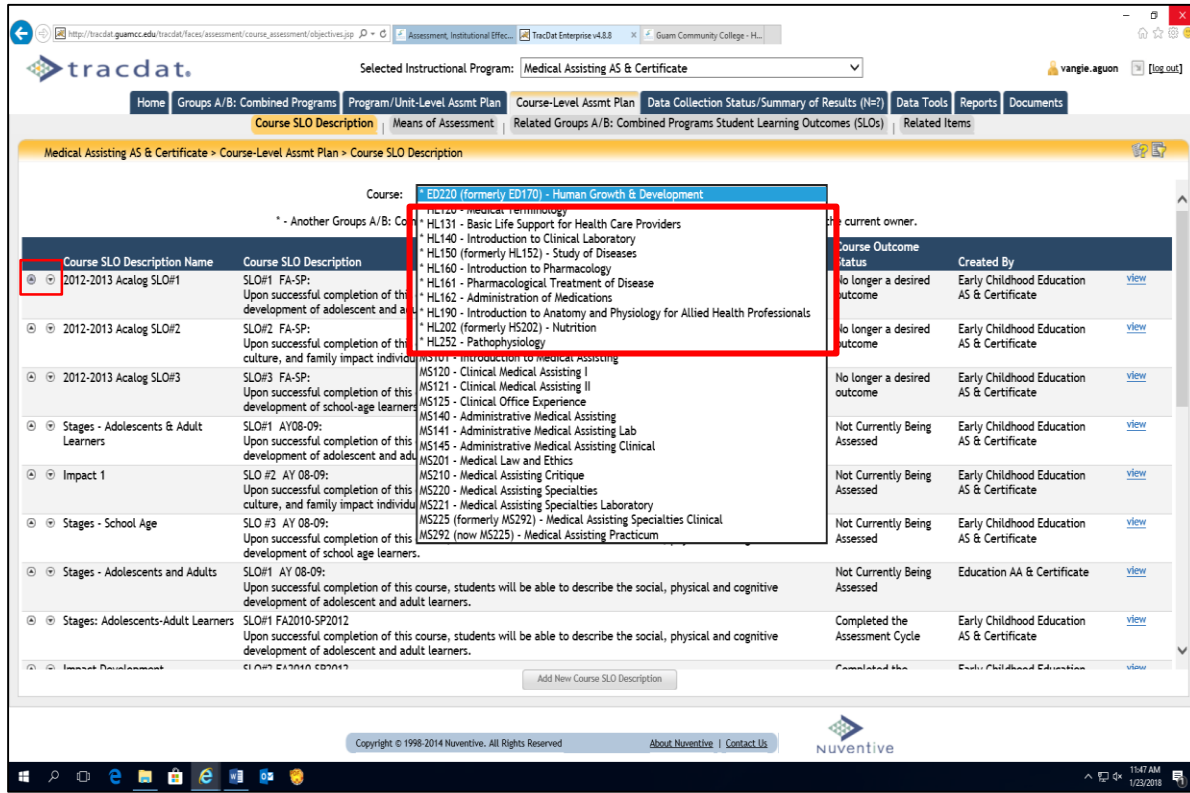 http://tracdat.guamcc.edu/tracdat/faces/assessment/course_assessment/objectives.jsp
Assessment, Institutional Effec...
TracDat Enterprise v4.8.8
Guam Community College - H...
tracdat.
Selected Instructional Program: Medical Assisting AS & Certificate
vangie.aguon [log out]
Home Groups A/B: Combined Programs Program/Unit-Level Assmt Plan Course-Level Assmt Plan Data Collection Status/Summary of Results (N=?) Data Tools Reports Documents
Course SLO Description | Means of Assessment | Related Groups A/B: Combined Programs Student Learning Outcomes (SLOs) | Related Items
Medical Assisting AS & Certificate > Course-Level Assmt Plan > Course SLO Description
Course: * ED220 (formerly ED170) - Human Growth & Development
* HL120 - Medical Terminology
* HL131 - Basic Life Support for Health Care Providers
* HL140 - Introduction to Clinical Laboratory
* HL150 (formerly HL152) - Study of Diseases
* HL160 - Introduction to Pharmacology
* HL161 - Pharmacological Treatment of Disease
* HL162 - Administration of Medications
* HL190 - Introduction to Anatomy and Physiology for Allied Health Professionals
* HL202 (formerly HS202) - Nutrition
* HL252 - Pathophysiology
MS101 - Introduction to Medical Assisting
MS120 - Clinical Medical Assisting I
MS121 - Clinical Medical Assisting II
MS125 - Clinical Office Experience
MS140 - Administrative Medical Assisting
MS141 - Administrative Medical Assisting Lab
MS145 - Administrative Medical Assisting Clinical
MS201 - Medical Law and Ethics
MS210 - Medical Assisting Critique
MS220 - Medical Assisting Specialties
MS221 - Medical Assisting Specialties Laboratory
MS225 (formerly MS292) - Medical Assisting Specialties Clinical
MS292 (now MS225) - Medical Assisting Practicum
* - Another Groups A/B: Com
the current owner.
Course SLO Description Name
Course SLO Description
Course Outcome
Status
Created By
2012-2013 Acalog SLO#1
SLO#1 FA-SP:
Upon successful completion of this
development of adolescent and adu
No longer a desired
outcome
Early Childhood Education
AS & Certificate
view
2012-2013 Acalog SLO#2
SLO#2 FA-SP:
Upon successful completion of this
culture, and family impact individu
No longer a desired
outcome
Early Childhood Education
AS & Certificate
view
2012-2013 Acalog SLO#3
SLO#3 FA-SP:
Upon successful completion of this
development of school-age learners
No longer a desired
outcome
Early Childhood Education
AS & Certificate
view
Stages - Adolescents & Adult
Learners
SLO#1 AY08-09:
Upon successful completion of this
development of adolescent and adu
Not Currently Being
Assessed
Early Childhood Education
AS & Certificate
view
Impact 1
SLO #2 AY 08-09:
Upon successful completion of this
culture, and family impact individu
Not Currently Being
Assessed
Early Childhood Education
AS & Certificate
view
Stages - School Age
SLO #3 AY 08-09:
Upon successful completion of this
development of school age learners.
Not Currently Being
Assessed
Early Childhood Education
AS & Certificate
view
Stages - Adolescents and Adults
SLO#1 AY 08-09:
Upon successful completion of this course, students will be able to describe the social, physical and cognitive
development of adolescent and adult learners.
Not Currently Being
Assessed
Education AA & Certificate
view
Stages: Adolescents-Adult Learners
SLO#1 FA2010-SP2012
Upon successful completion of this course, students will be able to describe the social, physical and cognitive
development of adolescent and adult learners.
Completed the
Assessment Cycle
Early Childhood Education
AS & Certificate
view
Impact Development
SLO#2 FA2010-SP2012
Completed the
Early Childhood Education
view
Add New Course SLO Description
Copyright © 1998-2014 Nuventive. All Rights Reserved
About Nuventive | Contact Us
nuventive
11:47 AM
1/23/2018